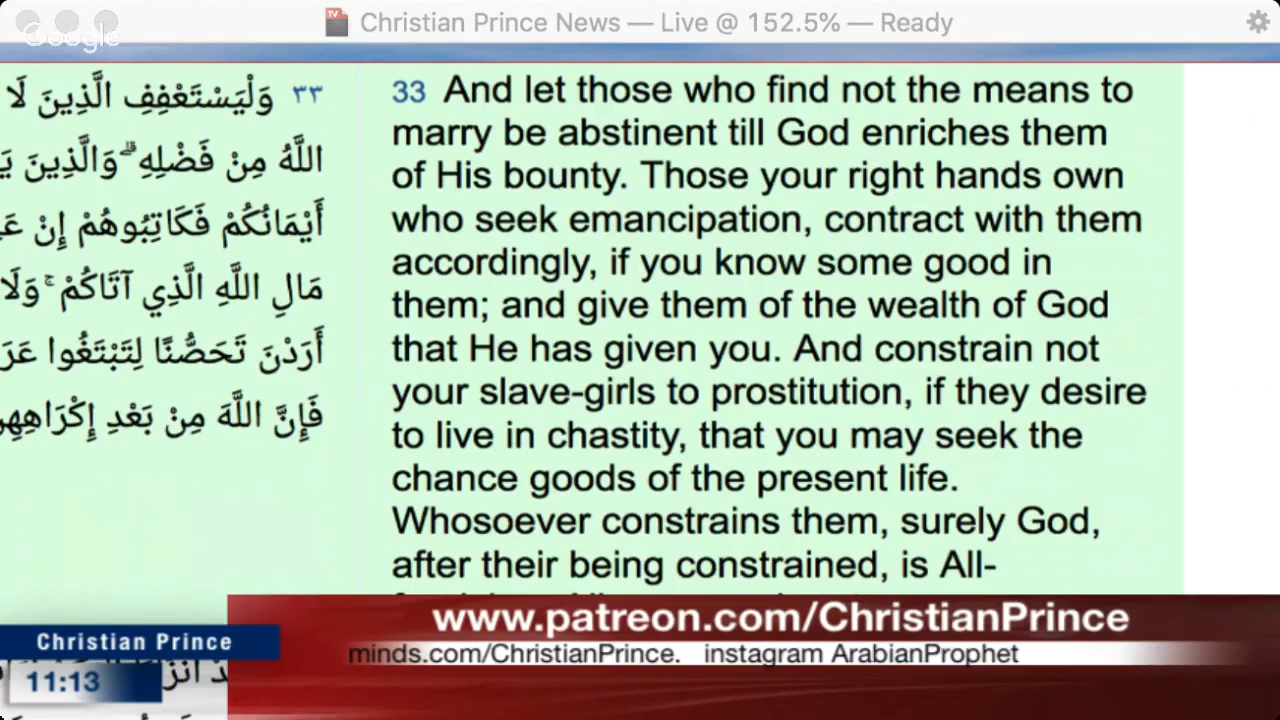 Christian Prince News — Live @ 152.5% — Ready
TV
Google
٣٣ وَلْيَسْتَعْفِفِ الَّذِينَ لَا
اللَّهُ مِنْ فَضْلِهِ ۗ وَالَّذِينَ
أَيْمَانُكُمْ فَكَاتِبُوهُمْ إِنْ
مَالِ اللَّهِ الَّذِي آتَاكُمْ ۚ وَلَا
أَرَدْنَ تَحَصُّنًا لِتَبْتَغُوا
فَإِنَّ اللَّهَ مِنْ بَعْدِ
33 And let those who find not the means to
marry be abstinent till God enriches them
of His bounty. Those your right hands own
who seek emancipation, contract with them
accordingly, if you know some good in
them; and give them of the wealth of God
that He has given you. And constrain not
your slave-girls to prostitution, if they desire
to live in chastity, that you may seek the
chance goods of the present life.
Whosoever constrains them, surely God,
after their being constrained, is All-
www.patreon.com/ChristianPrince
Christian Prince
minds.com/ChristianPrince. instagram ArabianProphet
11:13